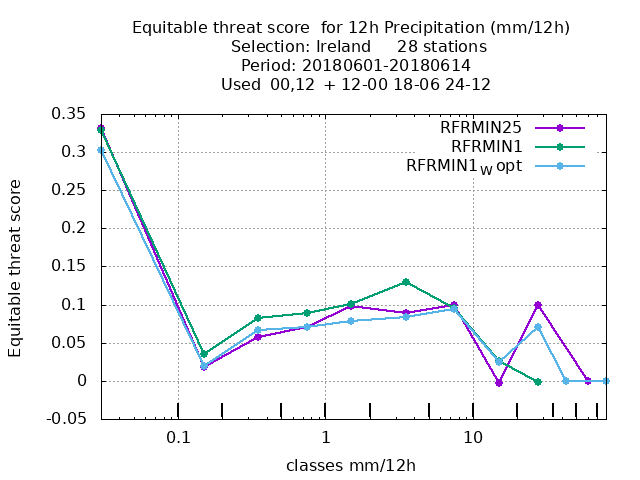 Equitable threat score  for 12h Precipitation (mm/12h)
Selection: Ireland     28 stations
Period: 20180601-20180614
Used  00,12  + 12-00 18-06 24-12
RFRMIN25
RFRMIN1
RFRMIN1W opt
Equitable threat score
0.35
0.3
0.25
0.2
0.15
0.1
0.05
0
-0.05
0.1
1
10
classes mm/12h